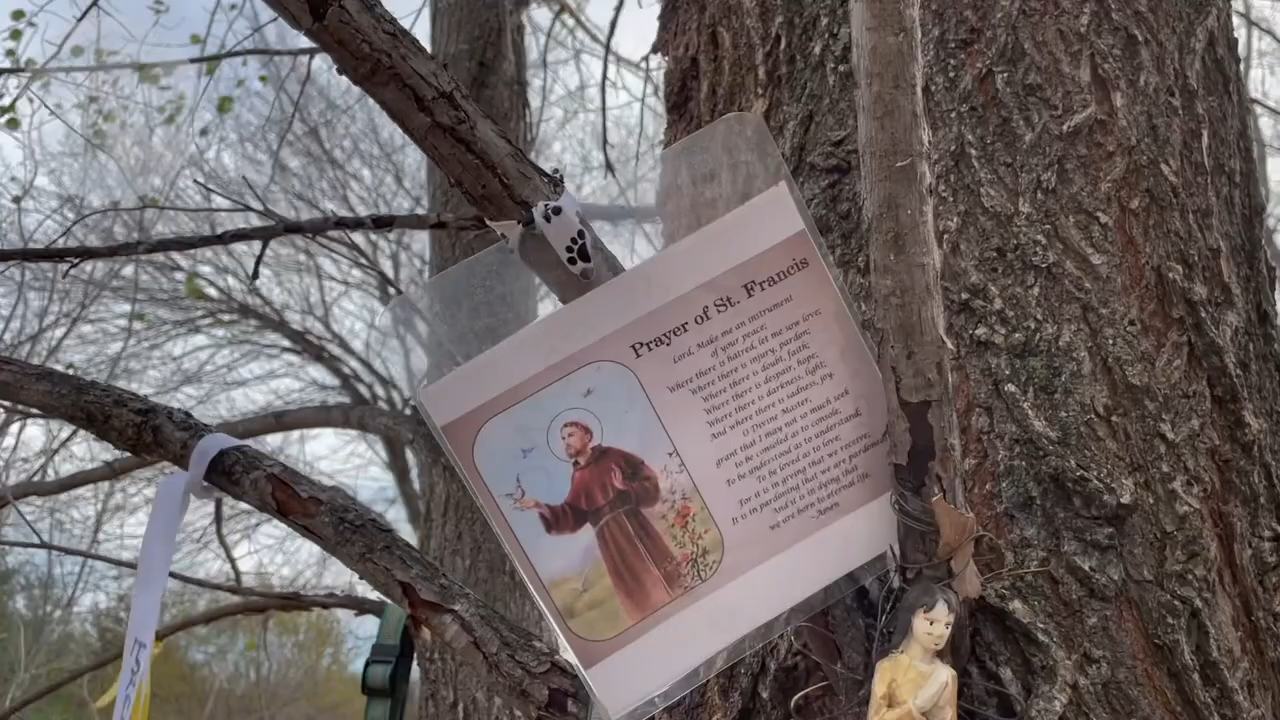 Prayer of St. Francis
Lord, Make me an instrument
of your peace;
Where there is hatred, let me sow love;
Where there is injury, pardon;
Where there is doubt, faith;
Where there is despair, hope;
Where there is darkness, light;
And where there is sadness, joy.
O Divine Master,
grant that I may not so much seek
to be consoled as to console;
To be understood as to understand;
To be loved as to love;
For it is in giving that we receive;
It is in pardoning that we are pardoned;
And it is in dying that
we are born to eternal life.
~Amen